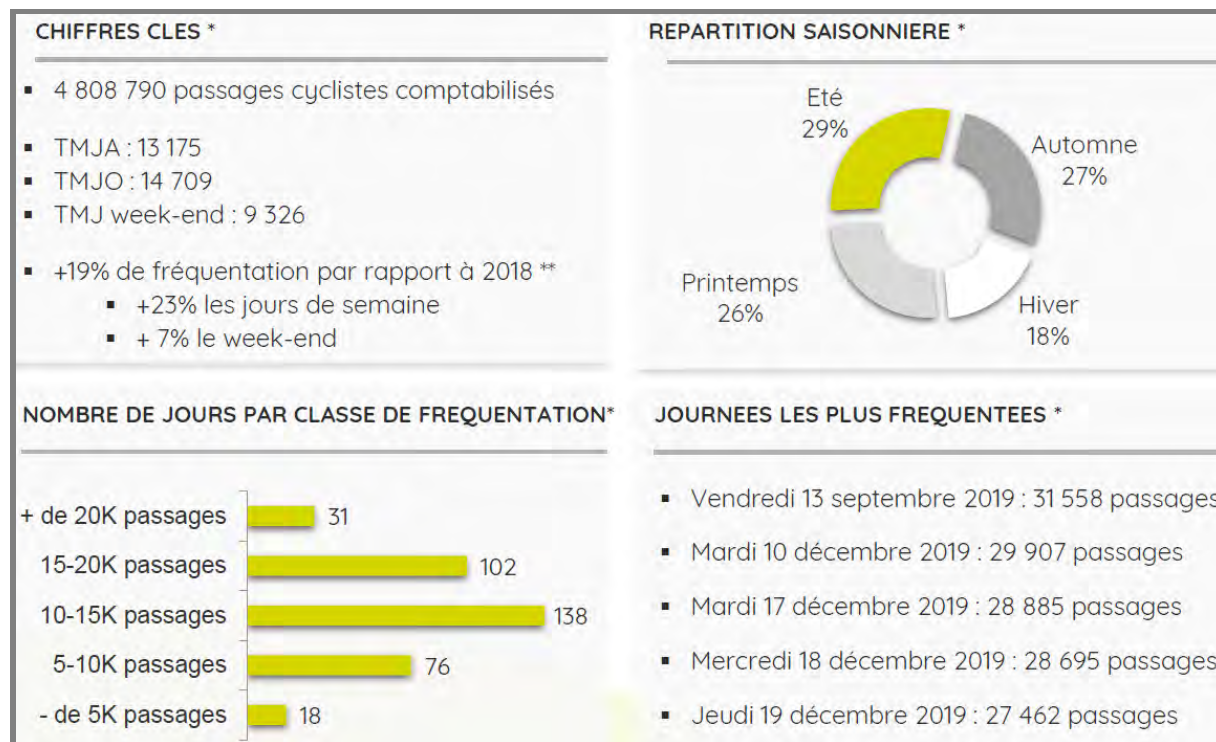 CHIFFRES CLES *
▪ 4 808 790 passages cyclistes comptabilisés
▪ TMJA : 13 175
▪ TMJO : 14 709
▪ TMJ week-end : 9 326
▪ +19% de fréquentation par rapport à 2018 **
▪ +23% les jours de semaine
▪ + 7% le week-end
REPARTITION SAISONNIERE *
Eté
29%
Automne
27%
Printemps
26%
Hiver
18%
NOMBRE DE JOURS PAR CLASSE DE FREQUENTATION*
+ de 20K passages 31
15-20K passages 102
10-15K passages 138
5-10K passages 76
- de 5K passages 18
JOURNEES LES PLUS FREQUENTEES *
▪ Vendredi 13 septembre 2019 : 31 558 passages
▪ Mardi 10 décembre 2019 : 29 907 passages
▪ Mardi 17 décembre 2019 : 28 885 passages
▪ Mercredi 18 décembre 2019 : 28 695 passages
▪ Jeudi 19 décembre 2019 : 27 462 passages